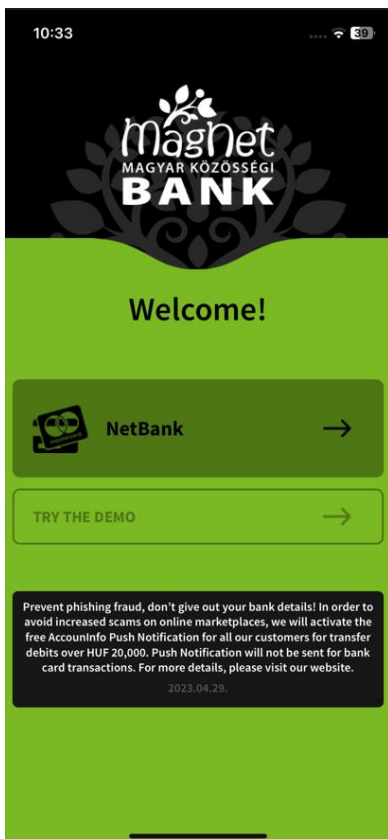 10:33
39
MagNet
MAGYAR KÖZÖSSÉGI
BANK
Welcome!
NetBank
TRY THE DEMO
Prevent phishing fraud, don't give out your bank details! In order to
avoid increased scams on online marketplaces, we will activate the
free AccounInfo Push Notification for all our customers for transfer
debits over HUF 20,000. Push Notification will not be sent for bank
card transactions. For more details, please visit our website.
2023.04.29.